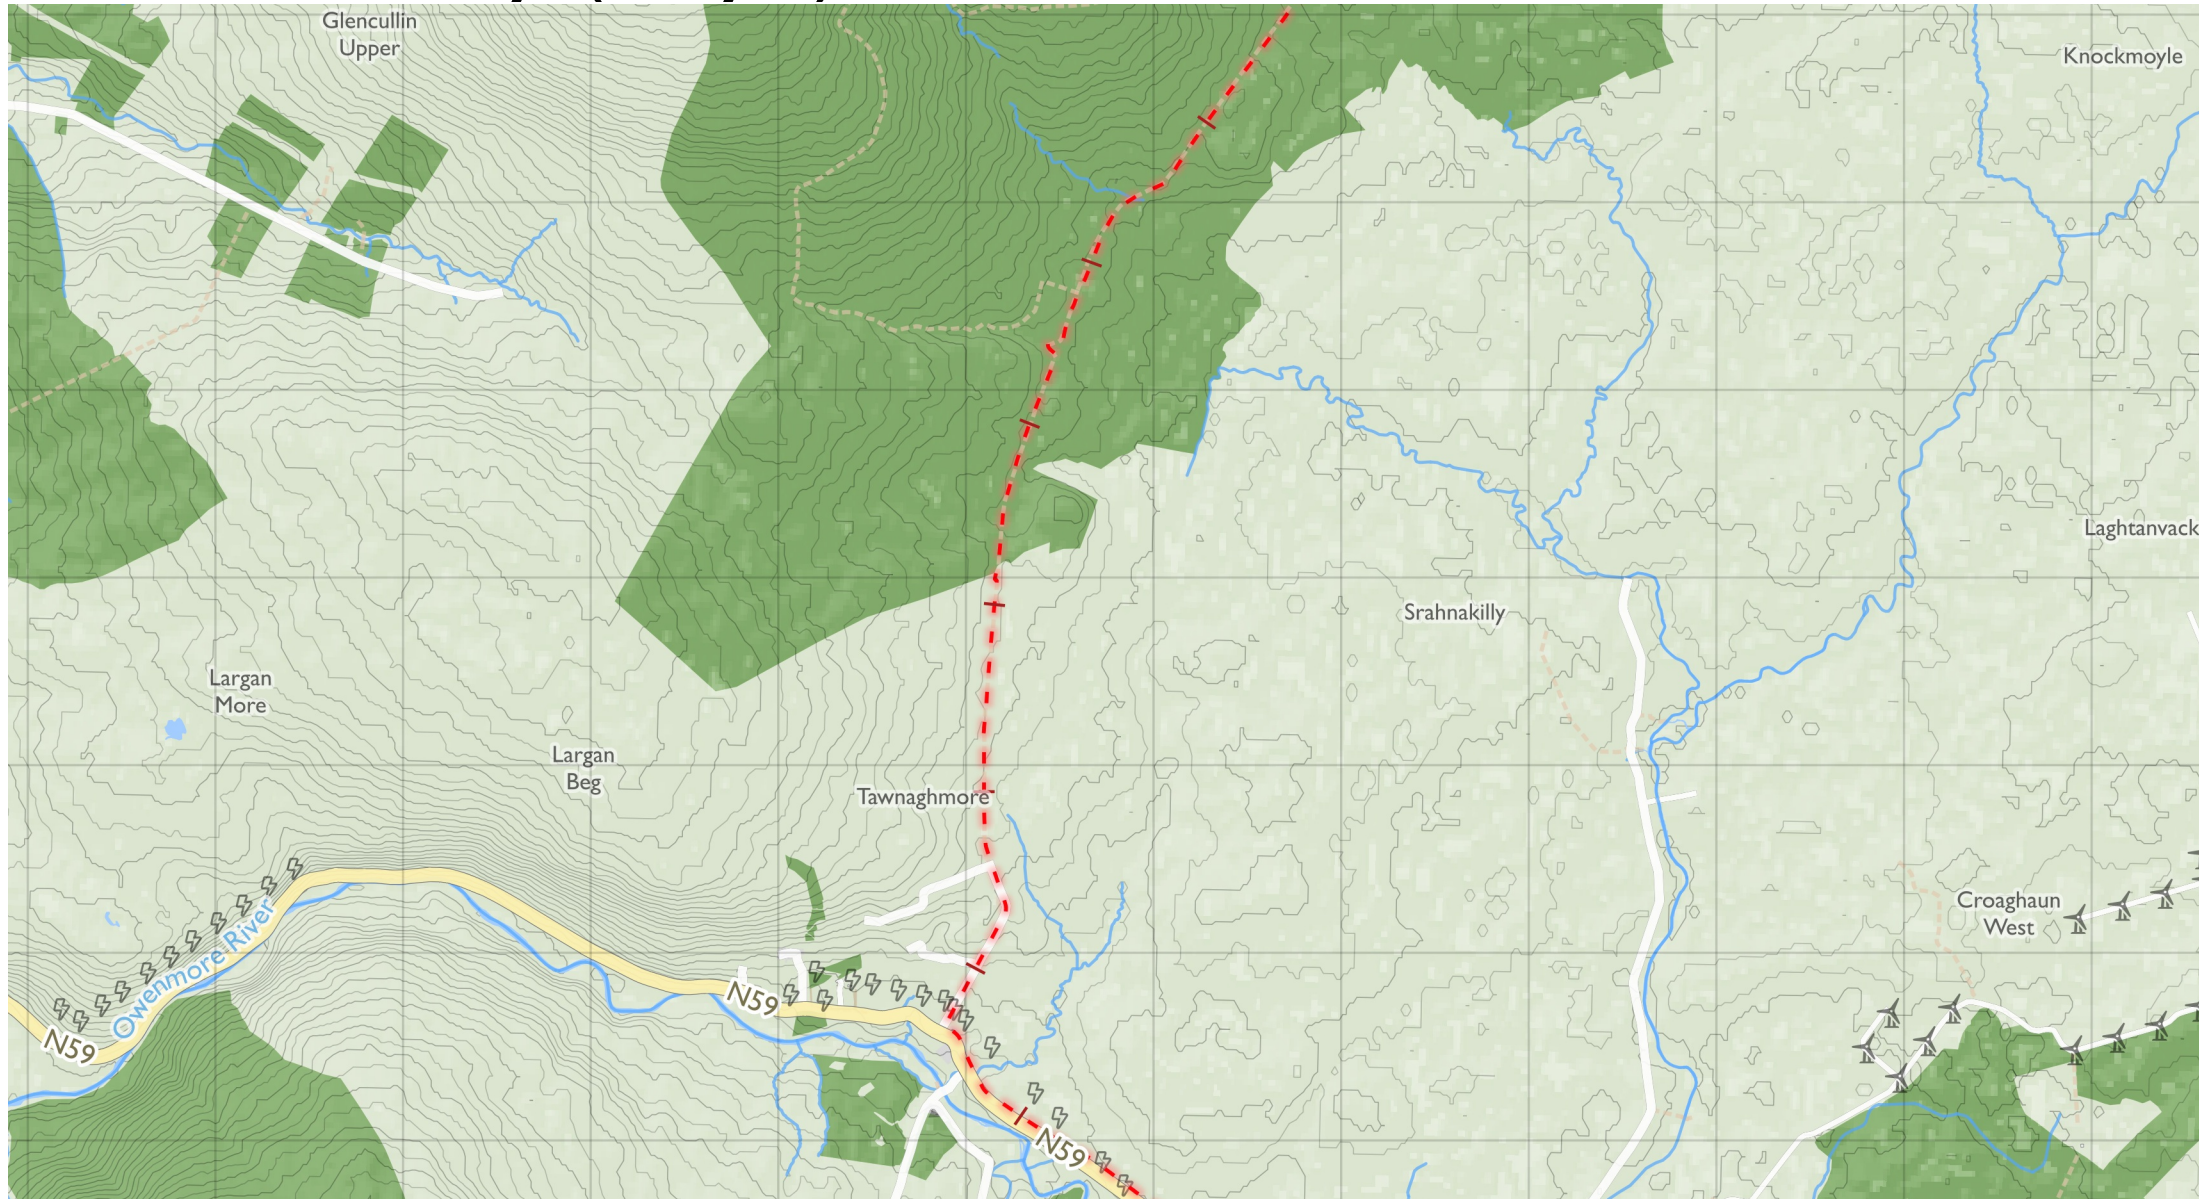 Glencullin
Upper
Knockmoyle
Laghtanvack
Srahnakilly
Largan
More
Largan
Beg
Tawnaghmore
Croaghaun
West
Owenmore River
N59
N59
N59